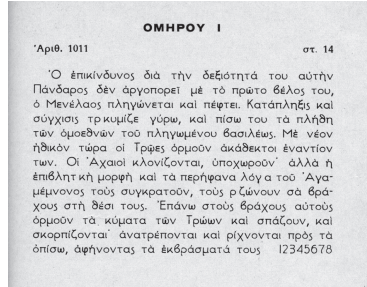 ΟΜΗΡΟΥ Ι
Ἀριθ. 1011 στ. 14
Ὁ ἐπικίνδυνος διὰ τὴν δεξιότητά του αὐτὴν
Πάνδαρος δὲν ἀργοπορεῖ μὲ τὸ πρῶτο βέλος του,
ὁ Μενέλαος πληγώνεται καὶ πέφτει. Κατάπληξις καὶ
σύγχισις τρικυμίζε γύρω, καὶ πίσω του τὰ πλήθη
τῶν ὁμοεθνῶν τοῦ πληγωμένου βασιλέως. Μὲ νέον
ἠθικὸν τώρα οἱ Τρῶες ὁρμοῦν ἀκάθεκτοι ἐναντίον
των. Οἱ Ἀχαιοὶ κλονίζονται, ὑποχωροῦν· ἀλλὰ ἡ
ἐπιβλητικὴ μορφὴ καὶ τὰ περήφανα λόγια τοῦ Ἀγα-
μέμνονος τοὺς συγκρατοῦν, τοὺς ριζώνουν σὰ βρά-
χους στὴ θέσι τους. Ἐπάνω στοὺς βράχους αὐτοὺς
ὁρμοῦν τὰ κύματα τῶν Τρώων καὶ σπάζουν, καὶ
σκορπίζονται· ἀνατρέπονται καὶ ρίχνονται πρὸς τὰ
ὀπίσω, ἀφήνοντας τὰ ἐκβράσματά τους 12345678